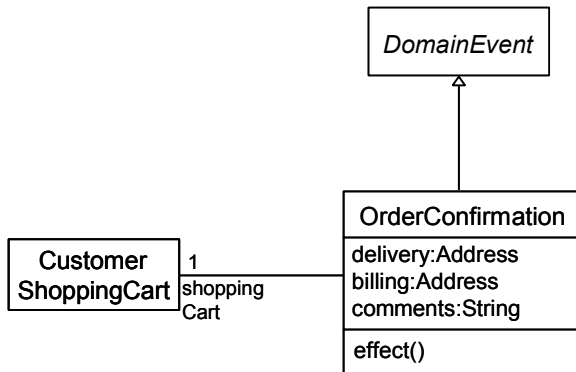 DomainEvent
OrderConfirmation
delivery:Address
billing:Address
comments:String
effect()
Customer
ShoppingCart
1
shopping
Cart